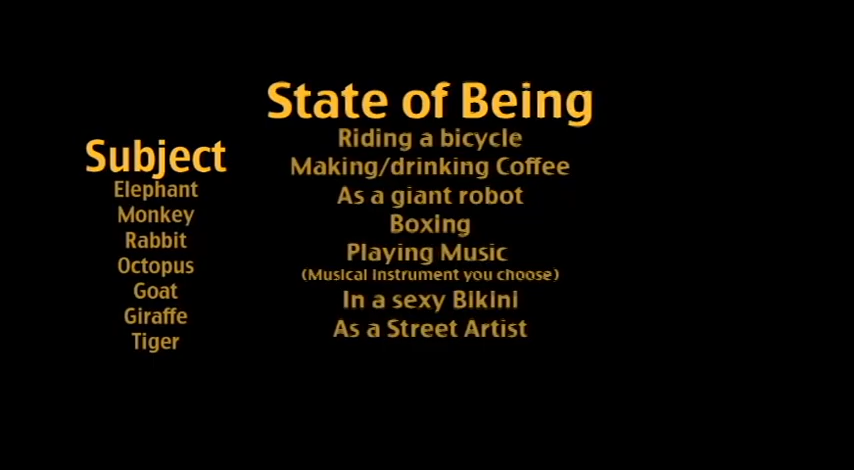 State of Being
Riding a bicycle
Making/drinking Coffee
As a giant robot
Boxing
Playing Music
(Musical Instrument you choose)
In a sexy Bikini
As a Street Artist
Subject
Elephant
Monkey
Rabbit
Octopus
Goat
Giraffe
Tiger